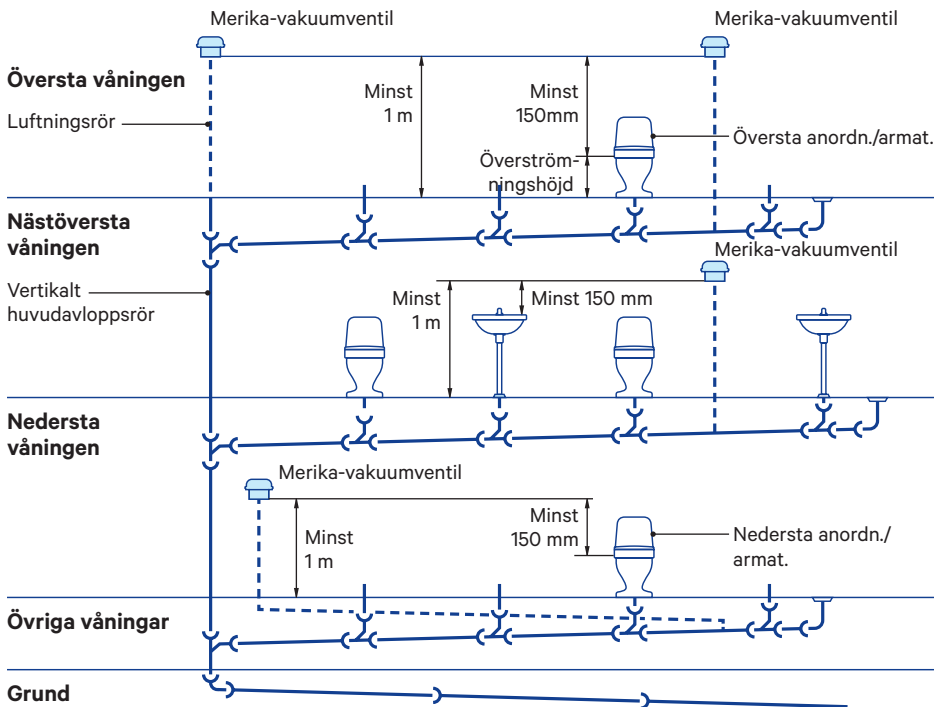 Merika-vakuumventil
Merika-vakuumventil
Översta våningen
Minst
1 m
Minst
150mm
Luftningsrör
Översta anordn./armat.
Överström-
ningshöjd
Nästöversta
våningen
Merika-vakuumventil
Vertikalt
huvudavloppsrör
Minst
1 m
Minst 150 mm
Nedersta
våningen
Merika-vakuumventil
Minst
1 m
Minst
150 mm
Nedersta anordn./
armat.
Övriga våningar
Grund